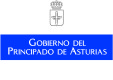 GOBIERNO DEL
PRINCIPADO DE ASTURIAS